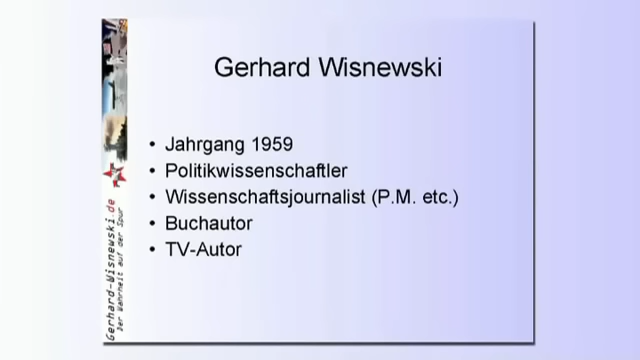 Gerhard Wisnewski
• Jahrgang 1959
• Politikwissenschaftler
• Wissenschaftsjournalist (P.M. etc.)
• Buchautor
• TV-Autor
Gerhard-Wisnewski.de
Der Wahrheit auf der Spur